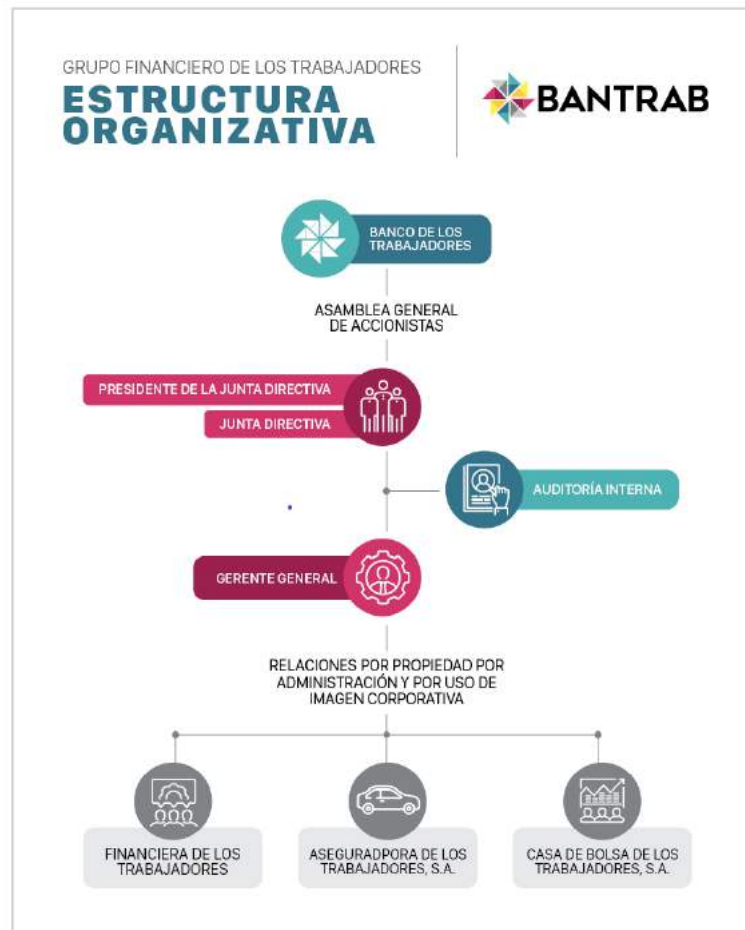 GRUPO FINANCIERO DE LOS TRABAJADORES
ESTRUCTURA
ORGANIZATIVA
BANTRAB
BANCO DE LOS
TRABAJADORES
ASAMBLEA GENERAL
DE ACCIONISTAS
PRESIDENTE DE LA JUNTA DIRECTIVA
JUNTA DIRECTIVA
AUDITORÍA INTERNA
GERENTE GENERAL
RELACIONES POR PROPIEDAD POR
ADMINISTRACIÓN Y POR USO DE
IMAGEN CORPORATIVA
FINANCIERA DE LOS
TRABAJADORES
ASEGURADPORA DE LOS
TRABAJADORES, S.A.
CASA DE BOLSA DE LOS
TRABAJADORES, S.A.